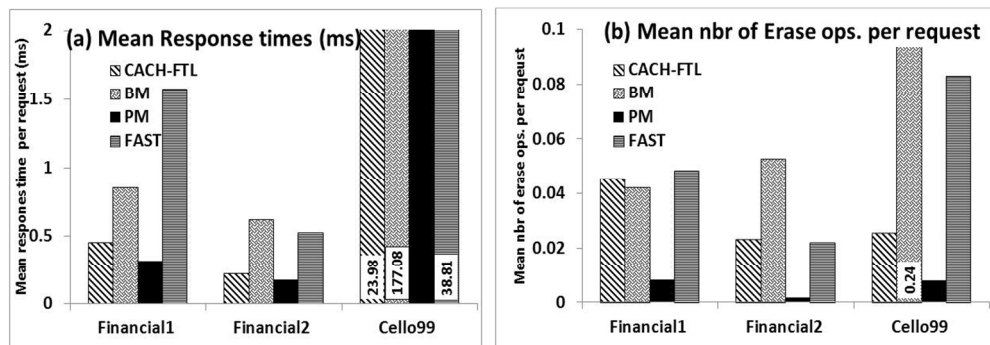 (a) Mean Response times (ms)
CACH-FTL
BM
PM
FAST
Mean respones time per request (ms)
2
1.5
1
0.5
0
23.98
177.08
38.81
Financial1
Financial2
Cello99
(b) Mean nbr of Erase ops. per request
CACH-FTL
BM
PM
FAST
Mean nbr of erase ops. per reqeust
0.1
0.08
0.06
0.04
0.02
0
0.24
Financial1
Financial2
Cello99